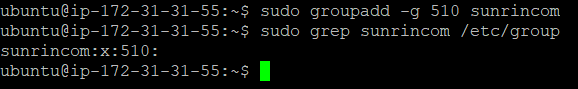 ubuntu@ip-172-31-31-55:~$ sudo groupadd -g 510 sunrincom
ubuntu@ip-172-31-31-55:~$ sudo grep sunrincom /etc/group
sunrincom:x:510:
ubuntu@ip-172-31-31-55:~$